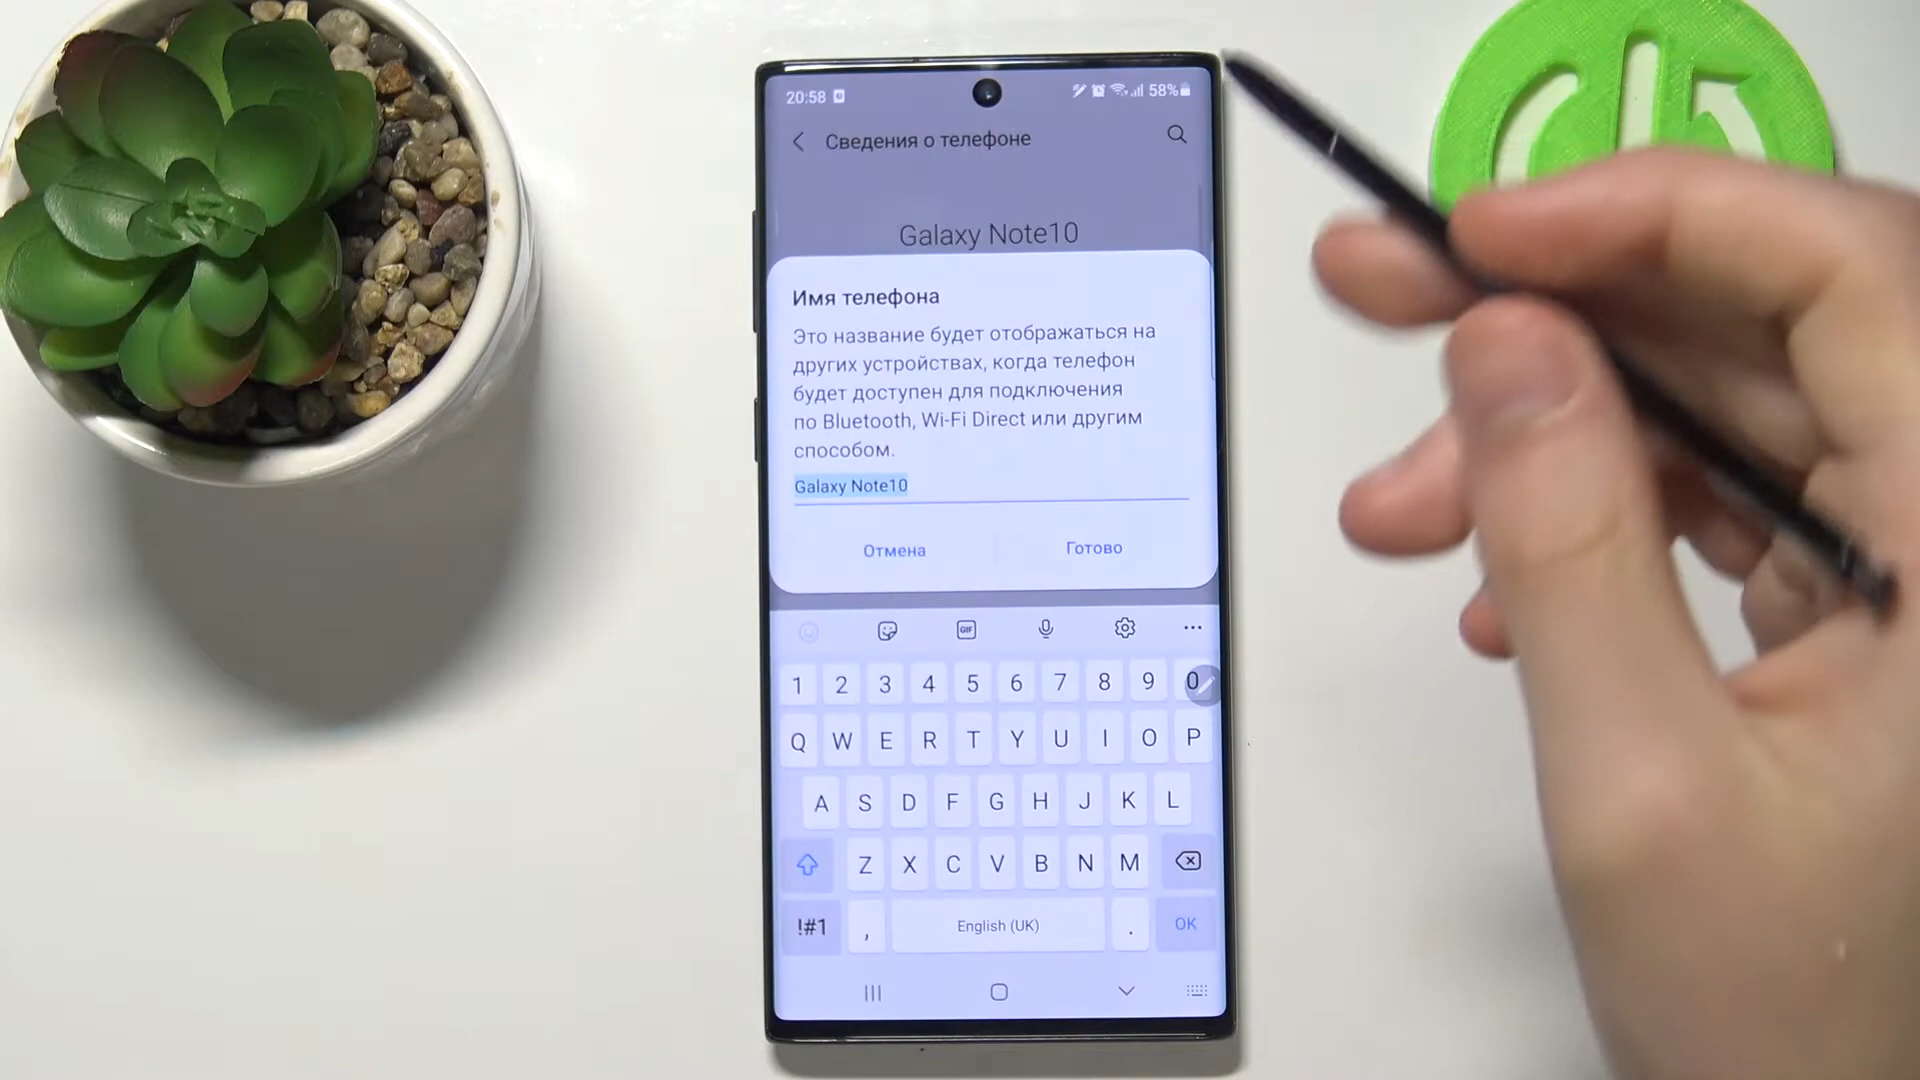 20:58 58%
Сведения о телефоне
Galaxy Note10
Имя телефона
Это название будет отображаться на
других устройствах, когда телефон
будет доступен для подключения
по Bluetooth, Wi-Fi Direct или другим
способом.
Galaxy Note10
Отмена Готово
GIF
1 2 3 4 5 6 7 8 9 0
Q W E R T Y U I O P
A S D F G H J K L
Z X C V B N M
!#1 , English (UK) . OK